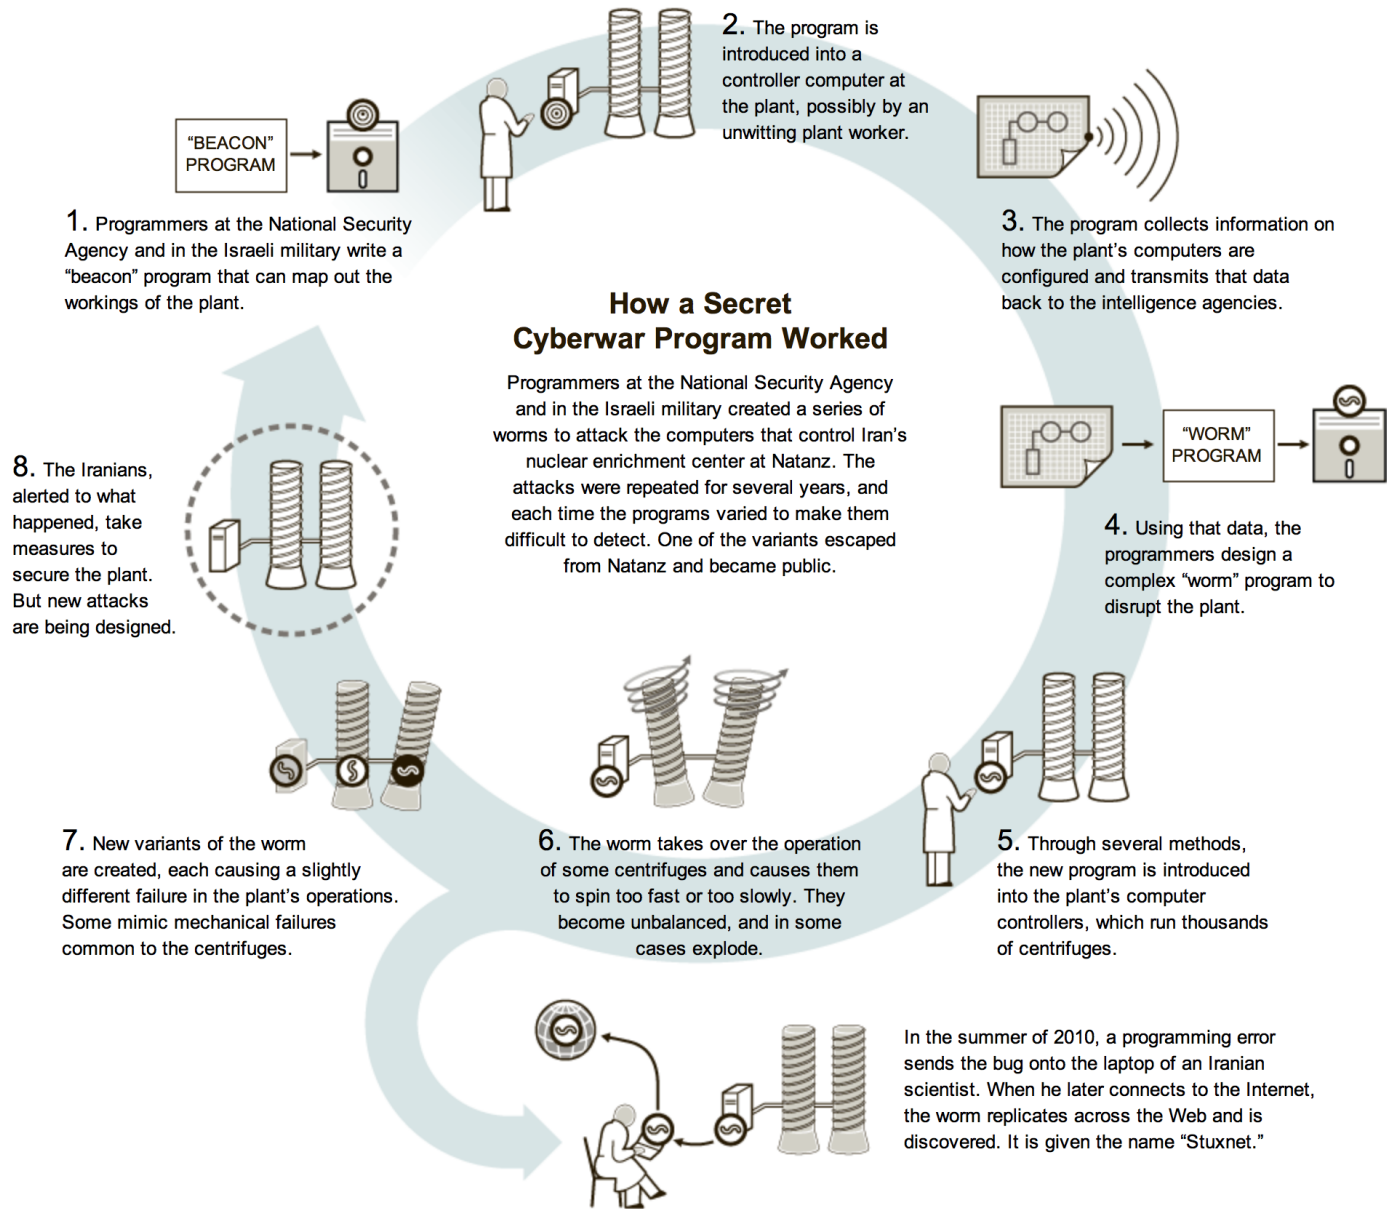 How a Secret
Cyberwar Program Worked
Programmers at the National Security Agency
and in the Israeli military created a series of
worms to attack the computers that control Iran's
nuclear enrichment center at Natanz. The
attacks were repeated for several years, and
each time the programs varied to make them
difficult to detect. One of the variants escaped
from Natanz and became public.
“BEACON”
PROGRAM
1. Programmers at the National Security
Agency and in the Israeli military write a
“beacon” program that can map out the
workings of the plant.
2. The program is
introduced into a
controller computer at
the plant, possibly by an
unwitting plant worker.
3. The program collects information on
how the plant's computers are
configured and transmits that data
back to the intelligence agencies.
“WORM”
PROGRAM
4. Using that data, the
programmers design a
complex “worm” program to
disrupt the plant.
5. Through several methods,
the new program is introduced
into the plant's computer
controllers, which run thousands
of centrifuges.
6. The worm takes over the operation
of some centrifuges and causes them
to spin too fast or too slowly. They
become unbalanced, and in some
cases explode.
7. New variants of the worm
are created, each causing a slightly
different failure in the plant's operations.
Some mimic mechanical failures
common to the centrifuges.
8. The Iranians,
alerted to what
happened, take
measures to
secure the plant.
But new attacks
are being designed.
In the summer of 2010, a programming error
sends the bug onto the laptop of an Iranian
scientist. When he later connects to the Internet,
the worm replicates across the Web and is
discovered. It is given the name “Stuxnet.”